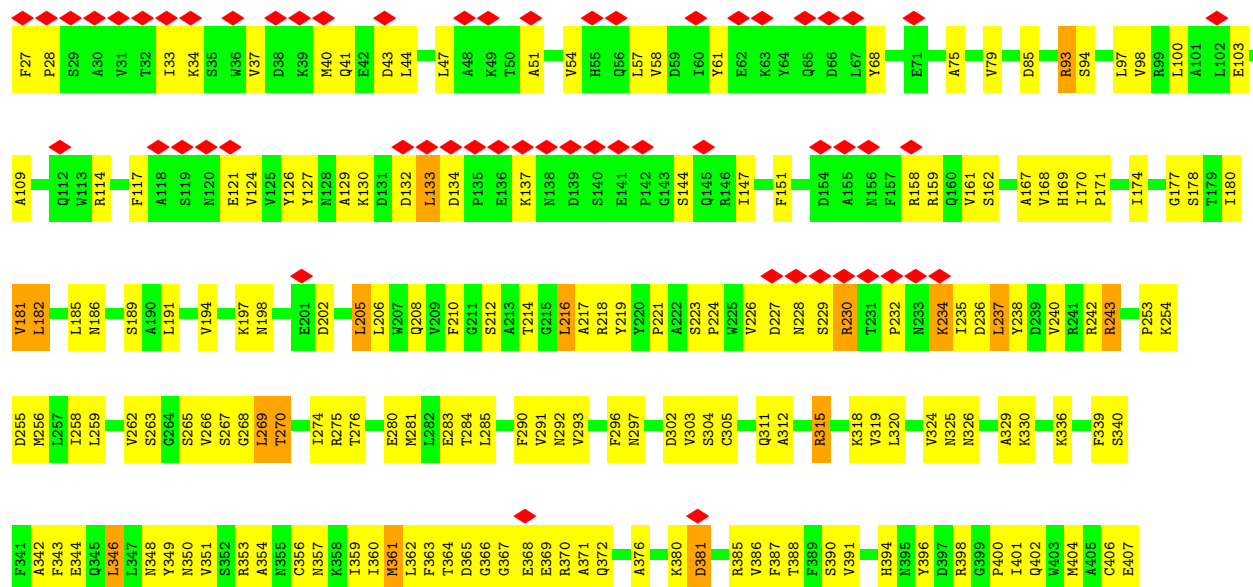 F27 P28 S29 A30 V31 T32 I33 K34 S35 W36 V37 D38 K39 M40 Q41 E42 D43 L44 L47 A48 K49 T50 A51 V54 H55 Q56 L57 V58 D59 I60 Y61 E62 K63 Y64 Q65 D66 L67 Y68 E71 A75 V79 D85 R93 S94 L97 V98 R99 L100 A101 L102 E103
A109 Q112 W113 R114 F117 A118 S119 N120 E121 V124 V125 Y126 Y127 N128 A129 K130 D131 D132 L133 D134 P135 E136 K137 N138 D139 S140 E141 P142 G143 S144 Q145 R146 I147 F151 D154 A155 N156 F157 R158 R159 Q160 V161 S162 A167 V168 H169 I170 P171 I174 G177 S178 T179 I180
V181 L182 L185 N186 S189 A190 L191 V194 K197 N198 E201 D202 L205 L206 W207 Q208 V209 F210 G211 S212 A213 T214 G215 L216 A217 R218 Y219 Y220 P221 A222 S223 P224 W225 V226 D227 N228 S229 R230 T231 P232 N233 K234 I235 D236 L237 Y238 D239 V240 R241 R242 R243 P253 K254
D255 M256 L257 I258 L259 V262 S263 G264 S265 V266 S267 G268 L269 T270 I274 R275 T276 E280 M281 L282 E283 T284 L285 F290 V291 N292 V293 F296 N297 D302 V303 S304 C305 Q311 A312 R315 K318 V319 L320 V324 N325 N326 A329 K330 K336 F339 S340
F341 A342 F343 E344 Q345 L346 L347 N348 Y349 N350 V351 S352 R353 A354 N355 C356 N357 K358 I359 I360 M361 L362 F363 T364 D365 G366 G367 E368 E369 R370 A371 Q372 A376 K380 D381 R385 V386 F387 T388 F389 S390 V391 H394 N395 Y396 D397 R398 G399 P400 I401 Q402 W403 M404 A405 C406 E407